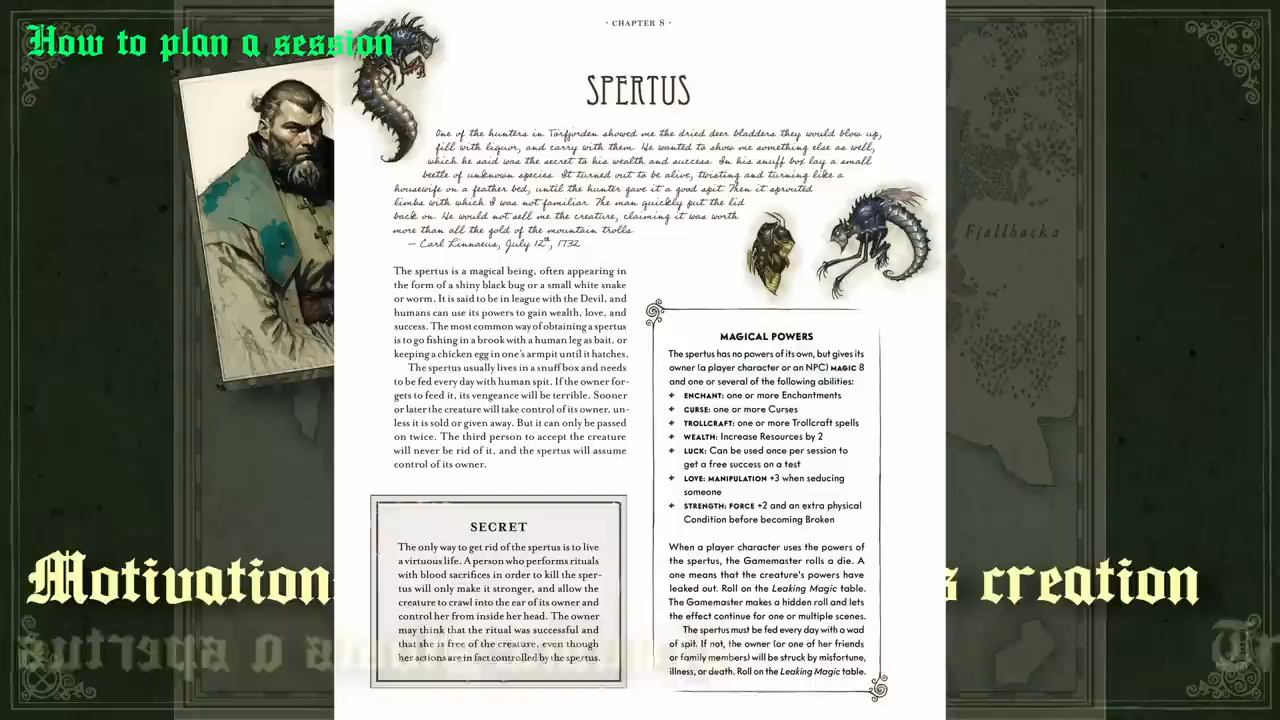 How to plan a session
· CHAPTER 8 ·
SPERTUS
One of the hunters in Torfjorden showed me the dried deer bladders they would blow up,
fill with liquor, and carry with them. He wanted to show me something else as well,
which he said was the secret to his wealth and success. In his snuff box lay a small
beetle of unknown species. It turned out to be alive, twisting and turning like a
housewife on a feather bed, until the hunter gave it a good spit. Then it sprouted
limbs with which I was not familiar. The man quickly put the lid
back on. He would not sell me the creature, claiming it was worth
more than all the gold of the mountain trolls.
— Carl Linnaeus, July 12th, 1732
The spertus is a magical being, often appearing in
the form of a shiny black bug or a small white snake
or worm. It is said to be in league with the Devil, and
humans can use its powers to gain wealth, love, and
success. The most common way of obtaining a spertus
is to go fishing in a brook with a human leg as bait, or
keeping a chicken egg in one's armpit until it hatches.
The spertus usually lives in a snuff box and needs
to be fed every day with human spit. If the owner for-
gets to feed it, its vengeance will be terrible. Sooner
or later the creature will take control of its owner, un-
less it is sold or given away. But it can only be passed
on twice. The third person to accept the creature
will never be rid of it, and the spertus will assume
control of its owner.
SECRET
The only way to get rid of the spertus is to live
a virtuous life. A person who performs rituals
with blood sacrifices in order to kill the sper-
tus will only make it stronger, and allow the
creature to crawl into the ear of its owner and
control her from inside her head. The owner
may think that the ritual was successful and
that she is free of the creature, even though
her actions are in fact controlled by the spertus.
MAGICAL POWERS
The spertus has no powers of its own, but gives its
owner (a player character or an NPC) MAGIC 8
and one or several of the following abilities:
ENCHANT: one or more Enchantments
CURSE: one or more Curses
TROLLCRAFT: one or more Trollcraft spells
WEALTH: Increase Resources by 2
LUCK: Can be used once per session to
get a free success on a test
LOVE: MANIPULATION +3 when seducing
someone
STRENGTH: FORCE +2 and an extra physical
Condition before becoming Broken
When a player character uses the powers of
the spertus, the Gamemaster rolls a die. A
one means that the creature's powers have
leaked out. Roll on the Leaking Magic table.
The Gamemaster makes a hidden roll and lets
the effect continue for one or multiple scenes.
The spertus must be fed every day with a wad
of spit. If not, the owner (or one of her friends
or family members) will be struck by misfortune,
illness, or death. Roll on the Leaking Magic table.
Fjallbacka
Motivation
s creation